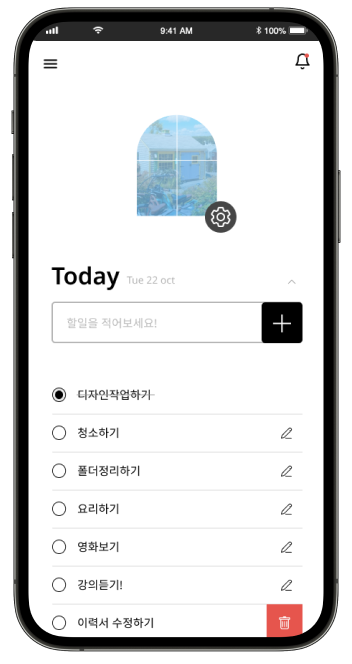 9:41 AM
100%
Today Tue 22 oct
할일을 적어보세요!
디자인작업하기
청소하기
폴더정리하기
요리하기
영화보기
강의듣기!
이력서 수정하기